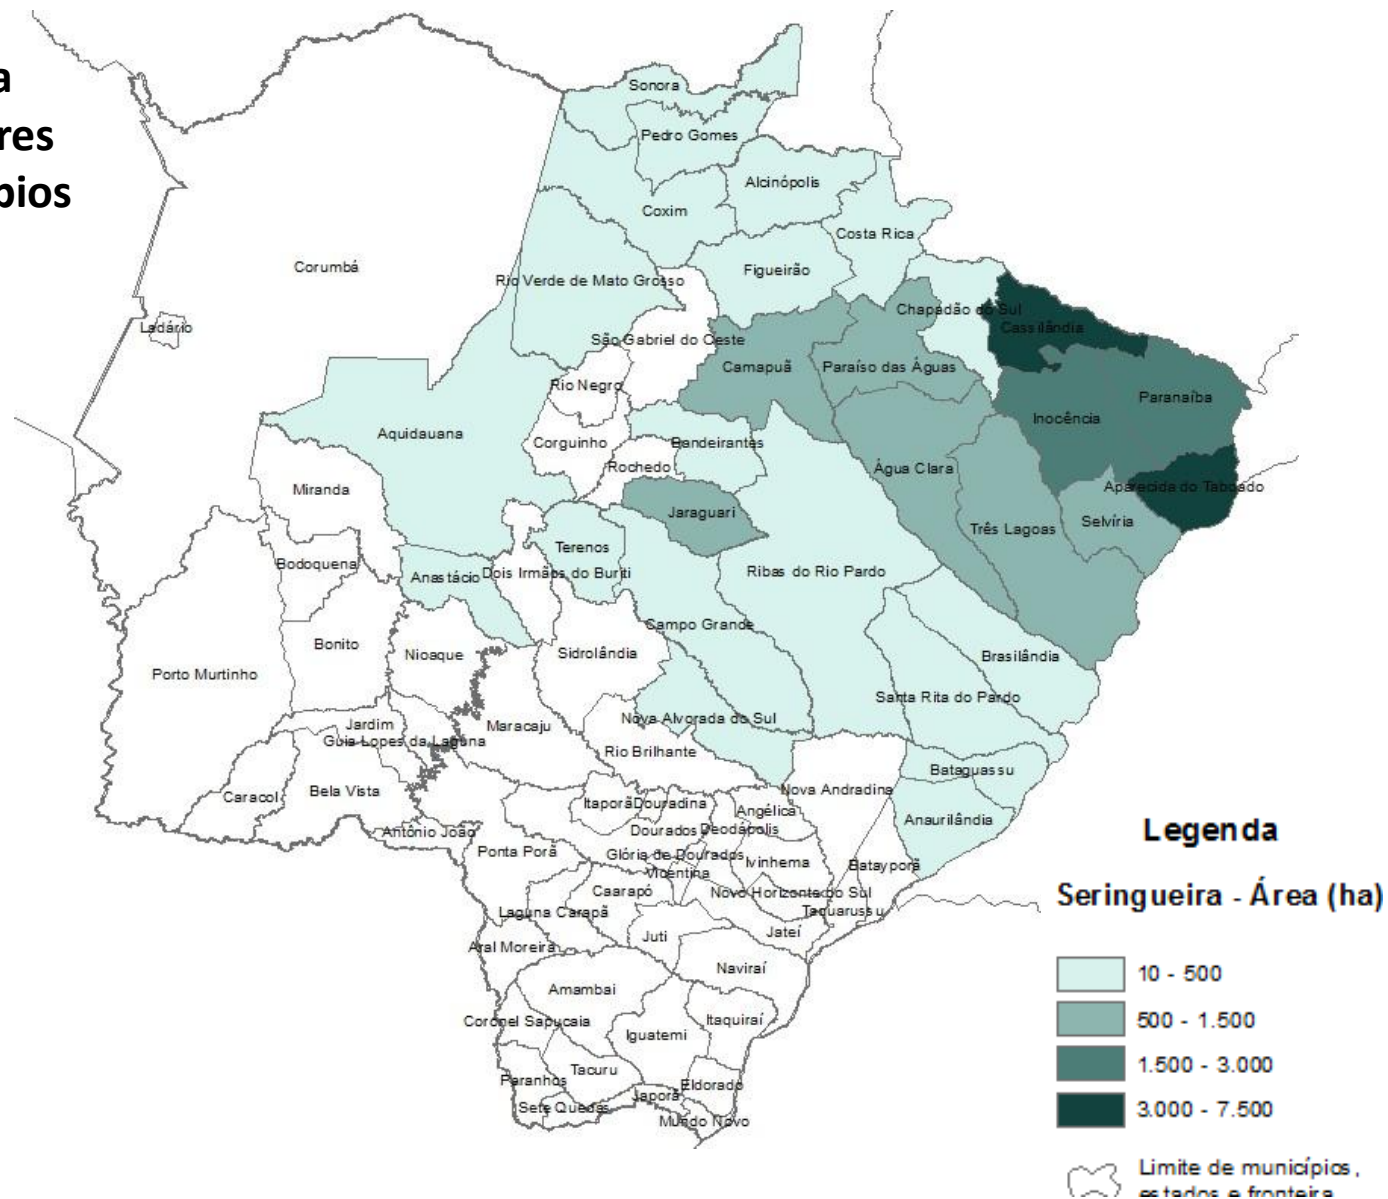 a
res
pios
Sonora
Pedro Gomes
Alcinópolis
Coxim
Costa Rica
Corumbá
Figueirão
Rio Verde de Mato Grosso
Chapadão do Sul
Ladário
Cassilândia
São Gabriel do Oeste
Camapuã
Paraíso das Águas
Rio Negro
Paranaíba
Inocência
Aquidauana
Corguinho
Bandeirantes
Rochedo
Água Clara
Miranda
Aparecida do Taboado
Jaraguari
Selvíria
Três Lagoas
Terenos
Bodoquena
Anastácio
Dois Irmãos do Buriti
Ribas do Rio Pardo
Campo Grande
Bonito
Nioaque
Sidrolândia
Brasilândia
Porto Murtinho
Santa Rita do Pardo
Jardim
Maracaju
Nova Alvorada do Sul
Guia Lopes da Laguna
Rio Brilhante
Bataguassu
Caracol
Bela Vista
Nova Andradina
Itaporã
Douradina
Angélica
Anaurilândia
Antônio João
Dourados
Deodápolis
Ponta Porã
Glória de Dourados
Ivinhema
Batayporã
Vicentina
Caarapó
Novo Horizonte do Sul
Laguna Carapã
Taquarussu
Juti
Jateí
Aral Moreira
Naviraí
Amambai
Coronel Sapucaia
Iguatemi
Itaquiraí
Paranhos
Tacuru
Eldorado
Japorã
Sete Quedas
Mundo Novo
Legenda
Seringueira - Área (ha)
10 - 500
500 - 1.500
1.500 - 3.000
3.000 - 7.500
Limite de municípios,
estados e fronteira